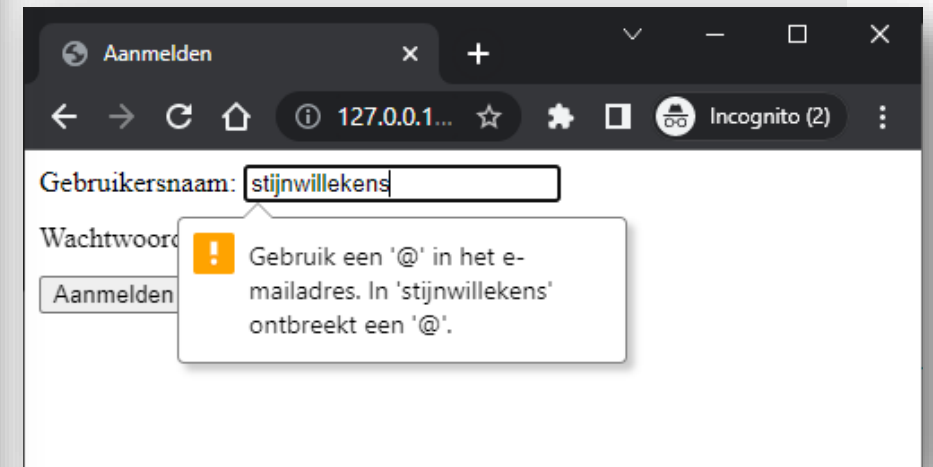 Aanmelden
127.0.0.1...
Incognito (2)
Gebruikersnaam: stijnwillekens
Wachtwoord
Gebruik een '@' in het e-
mailadres. In 'stijnwillekens'
ontbreekt een '@'.
Aanmelden